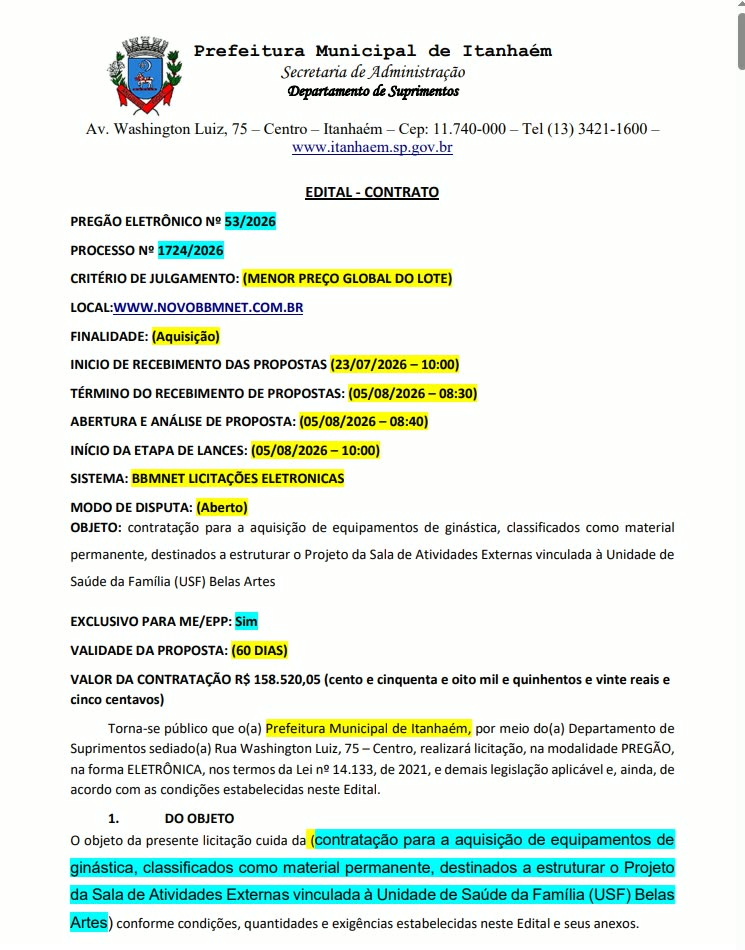 Prefeitura Municipal de Itanhaém
Secretaria de Administração
Departamento de Suprimentos
Av. Washington Luiz, 75 – Centro – Itanhaém – Cep: 11.740-000 – Tel (13) 3421-1600 –
www.itanhaem.sp.gov.br
EDITAL - CONTRATO
PREGÃO ELETRÔNICO Nº 53/2026
PROCESSO Nº 1724/2026
CRITÉRIO DE JULGAMENTO: (MENOR PREÇO GLOBAL DO LOTE)
LOCAL:WWW.NOVOBBMNET.COM.BR
FINALIDADE: (Aquisição)
INICIO DE RECEBIMENTO DAS PROPOSTAS (23/07/2026 – 10:00)
TÉRMINO DO RECEBIMENTO DE PROPOSTAS: (05/08/2026 – 08:30)
ABERTURA E ANÁLISE DE PROPOSTA: (05/08/2026 – 08:40)
INÍCIO DA ETAPA DE LANCES: (05/08/2026 – 10:00)
SISTEMA: BBMNET LICITAÇÕES ELETRONICAS
MODO DE DISPUTA: (Aberto)
OBJETO: contratação para a aquisição de equipamentos de ginástica, classificados como material
permanente, destinados a estruturar o Projeto da Sala de Atividades Externas vinculada à Unidade de
Saúde da Família (USF) Belas Artes
EXCLUSIVO PARA ME/EPP: Sim
VALIDADE DA PROPOSTA: (60 DIAS)
VALOR DA CONTRATAÇÃO R$ 158.520,05 (cento e cinquenta e oito mil e quinhentos e vinte reais e
cinco centavos)
Torna-se público que o(a) Prefeitura Municipal de Itanhaém, por meio do(a) Departamento de
Suprimentos sediado(a) Rua Washington Luiz, 75 – Centro, realizará licitação, na modalidade PREGÃO,
na forma ELETRÔNICA, nos termos da Lei nº 14.133, de 2021, e demais legislação aplicável e, ainda, de
acordo com as condições estabelecidas neste Edital.
1. DO OBJETO
O objeto da presente licitação cuida da (contratação para a aquisição de equipamentos de
ginástica, classificados como material permanente, destinados a estruturar o Projeto
da Sala de Atividades Externas vinculada à Unidade de Saúde da Família (USF) Belas
Artes) conforme condições, quantidades e exigências estabelecidas neste Edital e seus anexos.